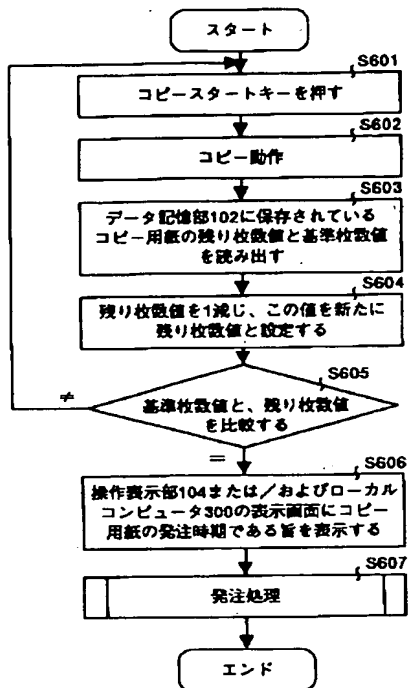 スタート
S601
コピースタートキーを押す
S602
コピー動作
S603
データ記憶部102に保存されている
コピー用紙の残り枚数値と基準枚数値
を読み出す
S604
残り枚数値を1減じ、この値を新たに
残り枚数値と設定する
S605
≠
基準枚数値と、残り枚数値
を比較する
=
S606
操作表示部104または/およびローカル
コンピュータ300の表示画面にコピー
用紙の発注時期である旨を表示する
S607
発注処理
エンド